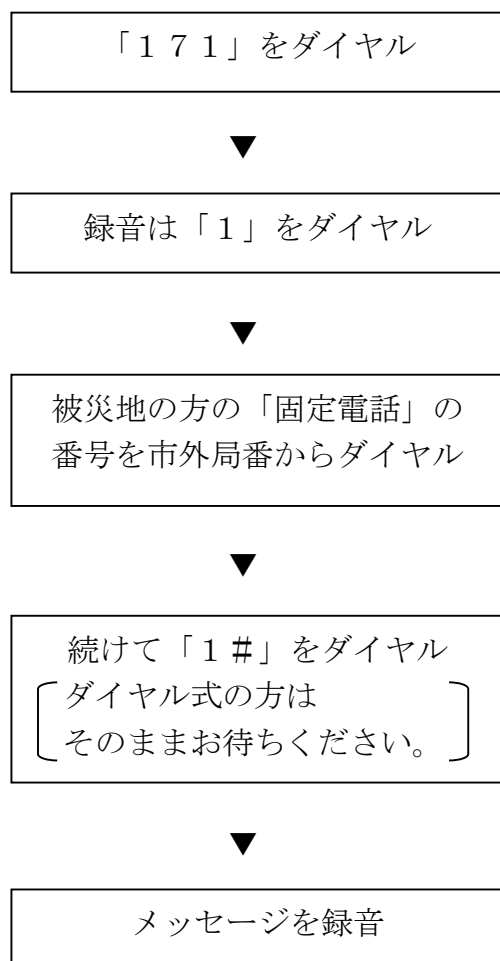 「１７１」をダイヤル
▼
録音は「１」をダイヤル
▼
被災地の方の「固定電話」の
番号を市外局番からダイヤル
▼
続けて「１＃」をダイヤル
ダイヤル式の方は
そのままお待ちください。
▼
メッセージを録音